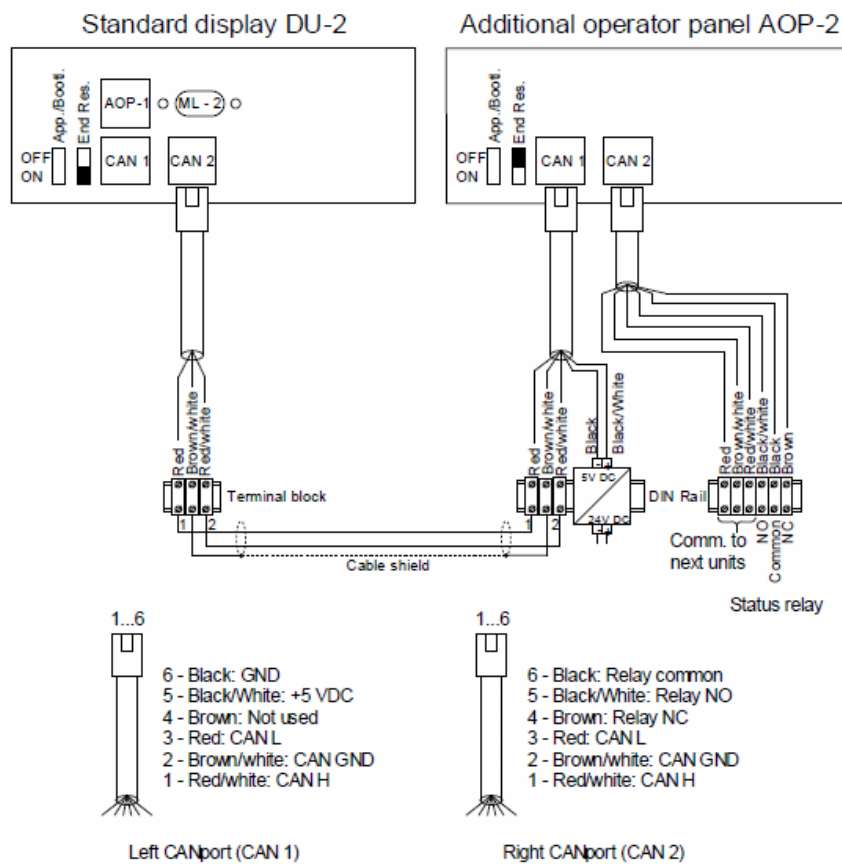 Standard display DU-2
Additional operator panel AOP-2
App./Bootl.
End Res.
AOP-1
ML - 2
OFF
ON
CAN 1
CAN 2
App./Bootl.
End Res.
OFF
ON
CAN 1
CAN 2
Red
Brown/white
Red/white
Terminal block
1
2
Red
Brown/white
Red/white
Black
Black/White
- +
5V DC
24V DC
- +
1
2
DIN Rail
Red
Brown/white
Red/white
Black/white
Black
Brown
Comm. to
next units
NO
Common
NC
Status relay
Cable shield
1...6
6 - Black: GND
5 - Black/White: +5 VDC
4 - Brown: Not used
3 - Red: CAN L
2 - Brown/white: CAN GND
1 - Red/white: CAN H
Left CANport (CAN 1)
1...6
6 - Black: Relay common
5 - Black/White: Relay NO
4 - Brown: Relay NC
3 - Red: CAN L
2 - Brown/white: CAN GND
1 - Red/white: CAN H
Right CANport (CAN 2)